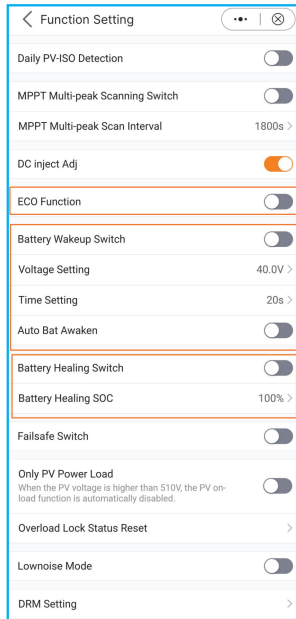 Function Setting
Daily PV-ISO Detection
MPPT Multi-peak Scanning Switch
MPPT Multi-peak Scan Interval 1800s >
DC inject Adj
ECO Function
Battery Wakeup Switch
Voltage Setting 40.0V >
Time Setting 20s >
Auto Bat Awaken
Battery Healing Switch
Battery Healing SOC 100% >
Failsafe Switch
Only PV Power Load
When the PV voltage is higher than 510V, the PV on-
load function is automatically disabled.
Overload Lock Status Reset >
Lownoise Mode
DRM Setting >